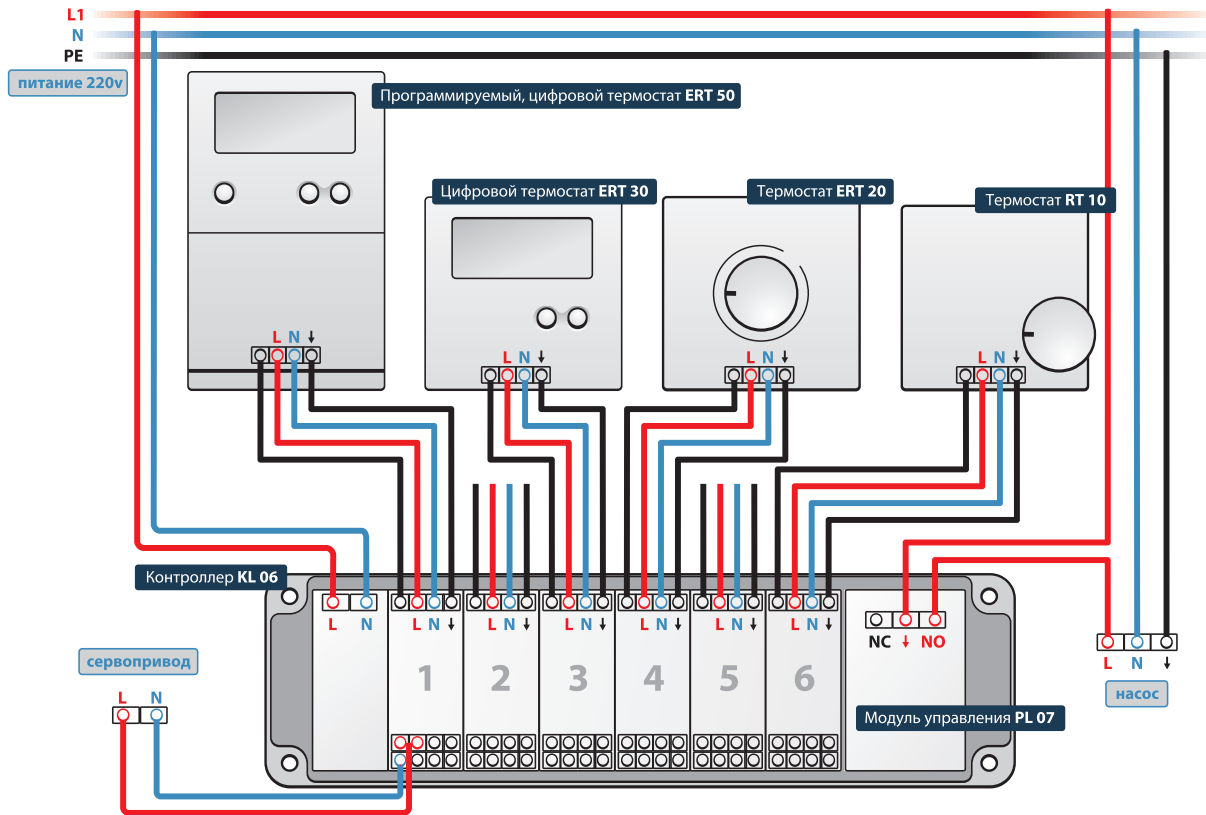 L1
N
PE
питание 220v
Программируемый, цифровой термостат ERT 50
Цифровой термостат ERT 30
Термостат ERT 20
Термостат RT 10
L N ↓
L N ↓
L N ↓
L N ↓
Контроллер KL 06
L N
L N ↓
L N ↓
L N ↓
L N ↓
L N ↓
L N ↓
NC ↓ NO
1 2 3 4 5 6
L N ↓
насос
сервопривод
L N
Модуль управления PL 07